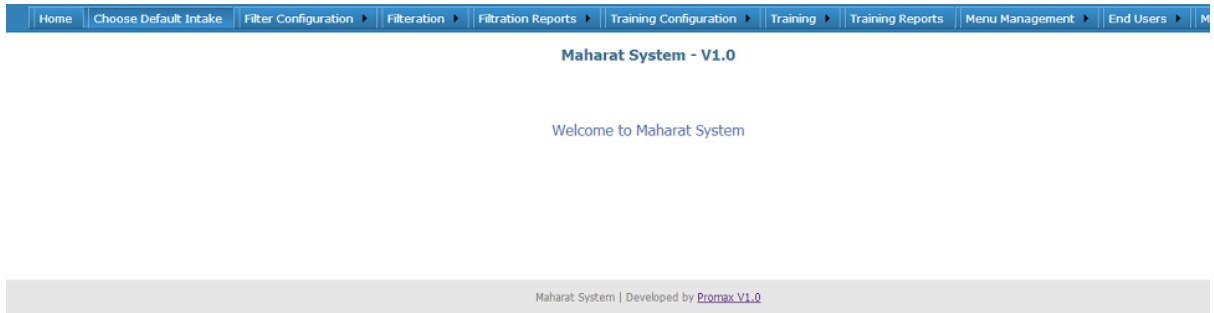 Home Choose Default Intake Filter Configuration Filteration Filtration Reports Training Configuration Training Training Reports Menu Management End Users M
Maharat System - V1.0
Welcome to Maharat System
Maharat System | Developed by Promax V1.0